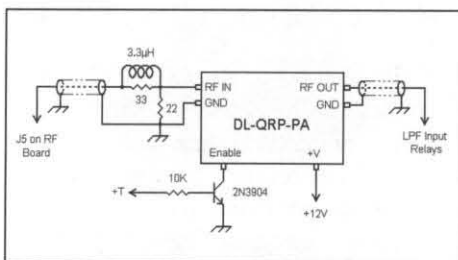 3.3µH
33
22
RF IN
GND
RF OUT
GND
DL-QRP-PA
Enable
+V
J5 on RF
Board
LPF Input
Relays
+T
10K
2N3904
+12V